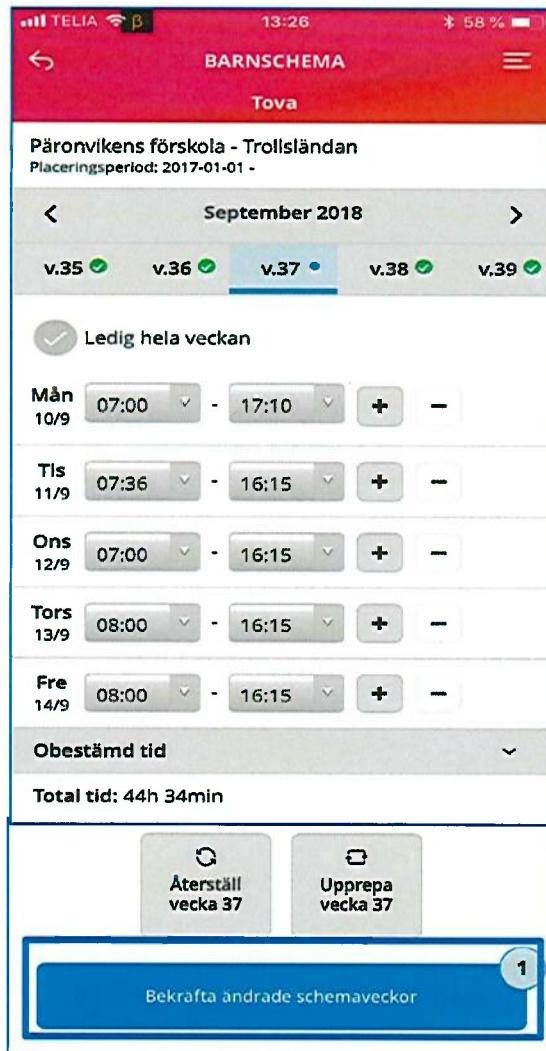 TELIA β 13:26 58 %
BARNSCHEMA
Tova
Päronvikens förskola - Trollsländan
Placeringsperiod: 2017-01-01 -
September 2018
v.35 v.36 v.37 v.38 v.39
Ledig hela veckan
Mån 07:00 - 17:10 + -
10/9
Tis 07:36 - 16:15 + -
11/9
Ons 07:00 - 16:15 + -
12/9
Tors 08:00 - 16:15 + -
13/9
Fre 08:00 - 16:15 + -
14/9
Obestämd tid
Total tid: 44h 34min
Återställ
vecka 37
Upprepa
vecka 37
1
Bekräfta ändrade schemaveckor